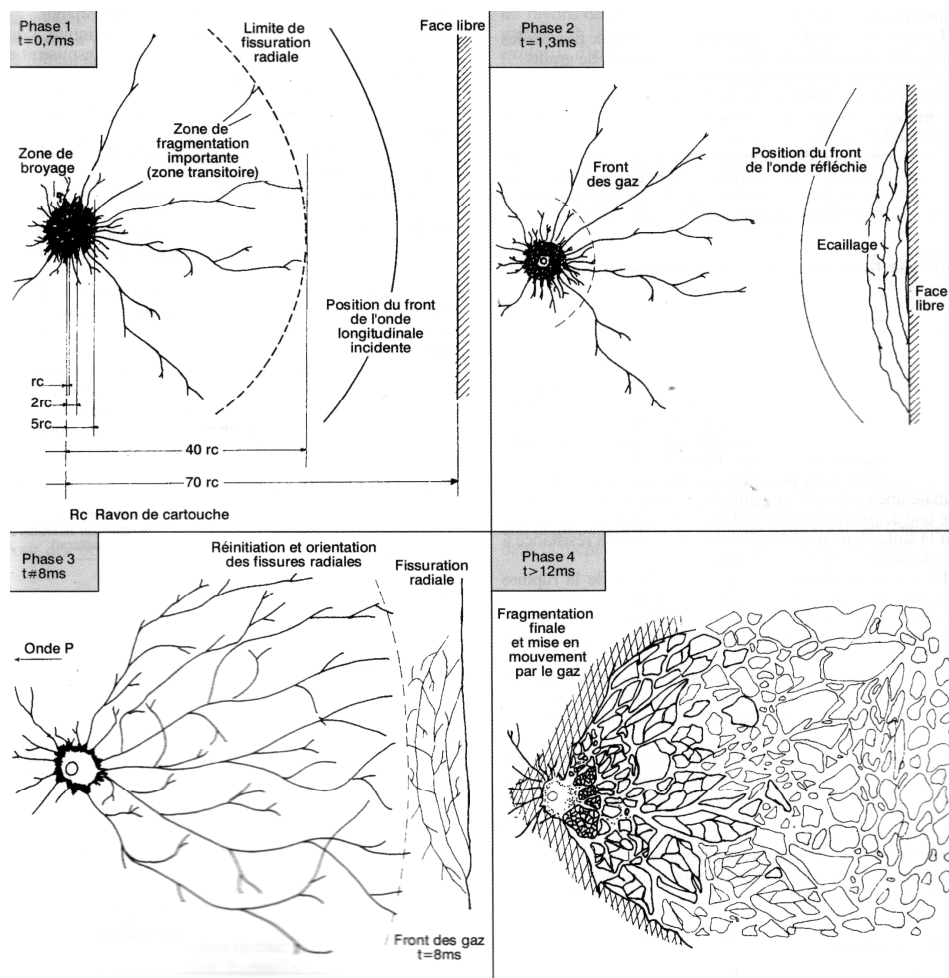 Phase 1
t=0,7ms
Limite de
fissuration
radiale
Face libre
Zone de
fragmentation
importante
(zone transitoire)
Zone de
broyage
Position du front
de l'onde
longitudinale
incidente
rc
2rc
5rc
40 rc
70 rc
Rc Ravon de cartouche
Phase 2
t=1,3ms
Front
des gaz
Position du front
de l'onde réfléchie
Ecaillage
Face
libre
Phase 3
t#8ms
Réinitiation et orientation
des fissures radiales
Fissuration
radiale
Onde P
Front des gaz
t=8ms
Phase 4
t>12ms
Fragmentation
finale
et mise en
mouvement
par le gaz